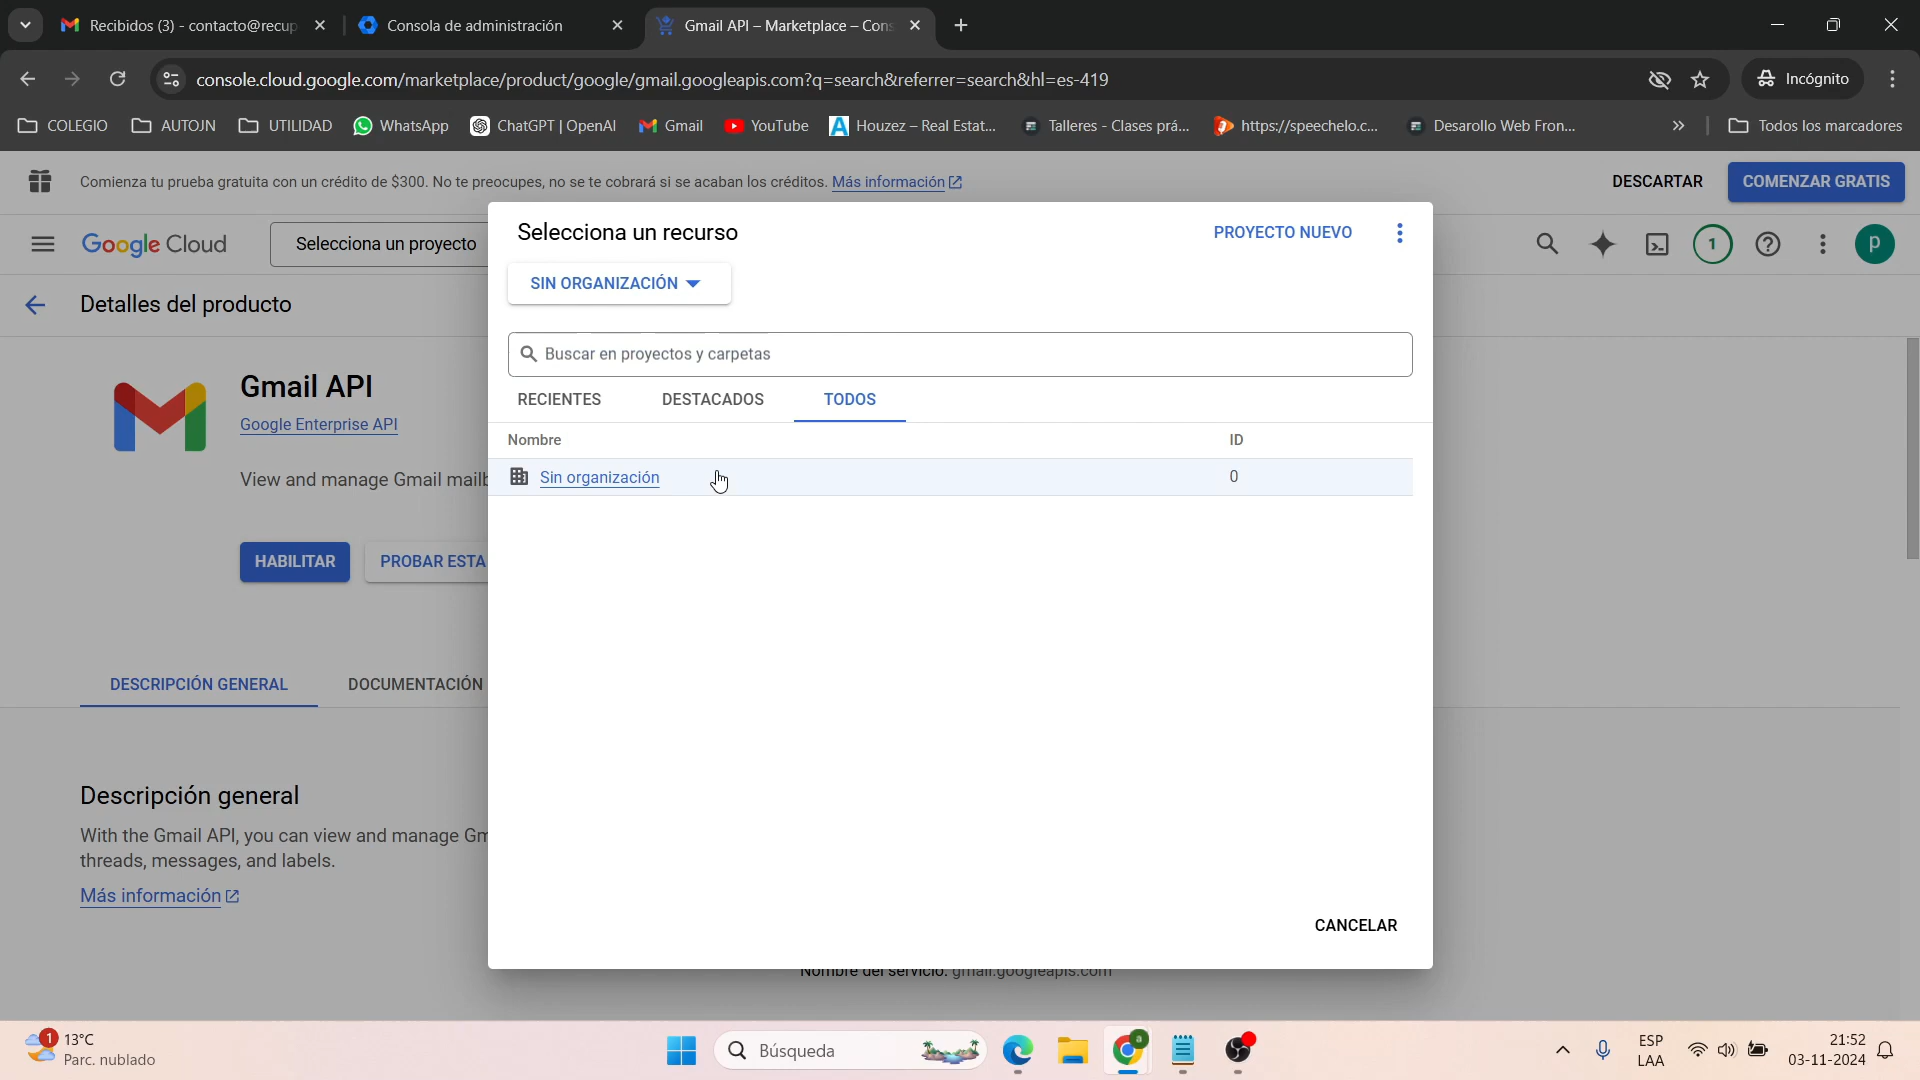 Recibidos (3) - contacto@recup
Consola de administración
Gmail API – Marketplace – Cons
console.cloud.google.com/marketplace/product/google/gmail.googleapis.com?q=search&referrer=search&hl=es-419
Incógnito
COLEGIO
AUTOJN
UTILIDAD
WhatsApp
ChatGPT | OpenAI
Gmail
YouTube
Houzez – Real Estat...
Talleres - Clases prá...
https://speechelo.c...
Desarollo Web Fron...
»
Todos los marcadores
Comienza tu prueba gratuita con un crédito de $300. No te preocupes, no se te cobrará si se acaban los créditos. Más información
DESCARTAR
COMENZAR GRATIS
Google Cloud
Selecciona un proyecto
1
p
Detalles del producto
Gmail API
Google Enterprise API
View and manage Gmail mailb
HABILITAR
PROBAR ESTA
DESCRIPCIÓN GENERAL
DOCUMENTACIÓN
Descripción general
With the Gmail API, you can view and manage Gm
threads, messages, and labels.
Más información
Selecciona un recurso
PROYECTO NUEVO
SIN ORGANIZACIÓN
Buscar en proyectos y carpetas
RECIENTES
DESTACADOS
TODOS
Nombre
ID
Sin organización
0
CANCELAR
Nombre del servicio: gmail.googleapis.com
1
13°C
Parc. nublado
Búsqueda
a
ESP
LAA
21:52
03-11-2024